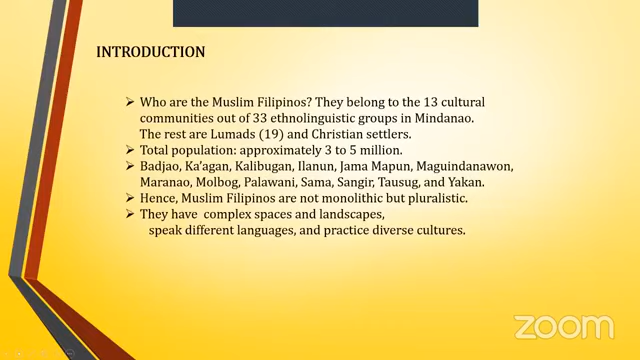 INTRODUCTION
➢ Who are the Muslim Filipinos? They belong to the 13 cultural
communities out of 33 ethnolinguistic groups in Mindanao.
The rest are Lumads (19) and Christian settlers.
➢ Total population: approximately 3 to 5 million.
➢ Badjao, Ka’agan, Kalibugan, Ilanun, Jama Mapun, Maguindanawon,
Maranao, Molbog, Palawani, Sama, Sangir, Tausug, and Yakan.
➢ Hence, Muslim Filipinos are not monolithic but pluralistic.
➢ They have complex spaces and landscapes,
speak different languages, and practice diverse cultures.
zoom